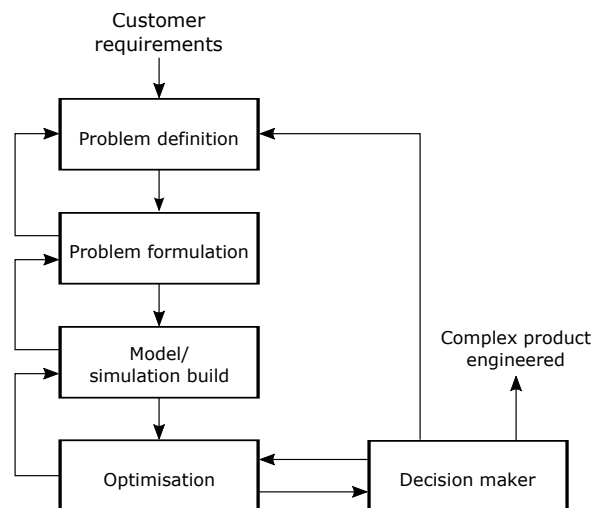 Customer
requirements
Problem definition
Problem formulation
Model/
simulation build
Complex product
engineered
Optimisation
Decision maker